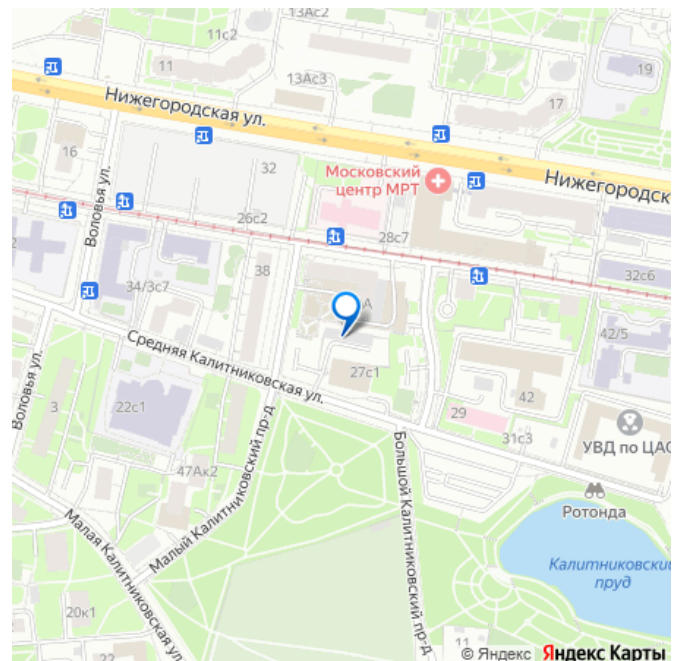 13Ас2
11с2
11
19
13Ас3
17
Нижегородская ул.
16
32
Московский
центр МРТ
Нижегородск
Воловья ул.
26с2
28с7
2
38
34/3с7
32с6
А
42/5
Средняя Калитниковская ул.
Воловья ул.
27с1
3
22с1
42
29
УВД по ЦАО
31с3
47Ак2
Ротонда
Малый Калитниковский пр-д
Большой Калитниковский пр-д
Малая Калитниковская ул.
Калитниковский
пруд
20к1
11
© Яндекс Яндекс Карты